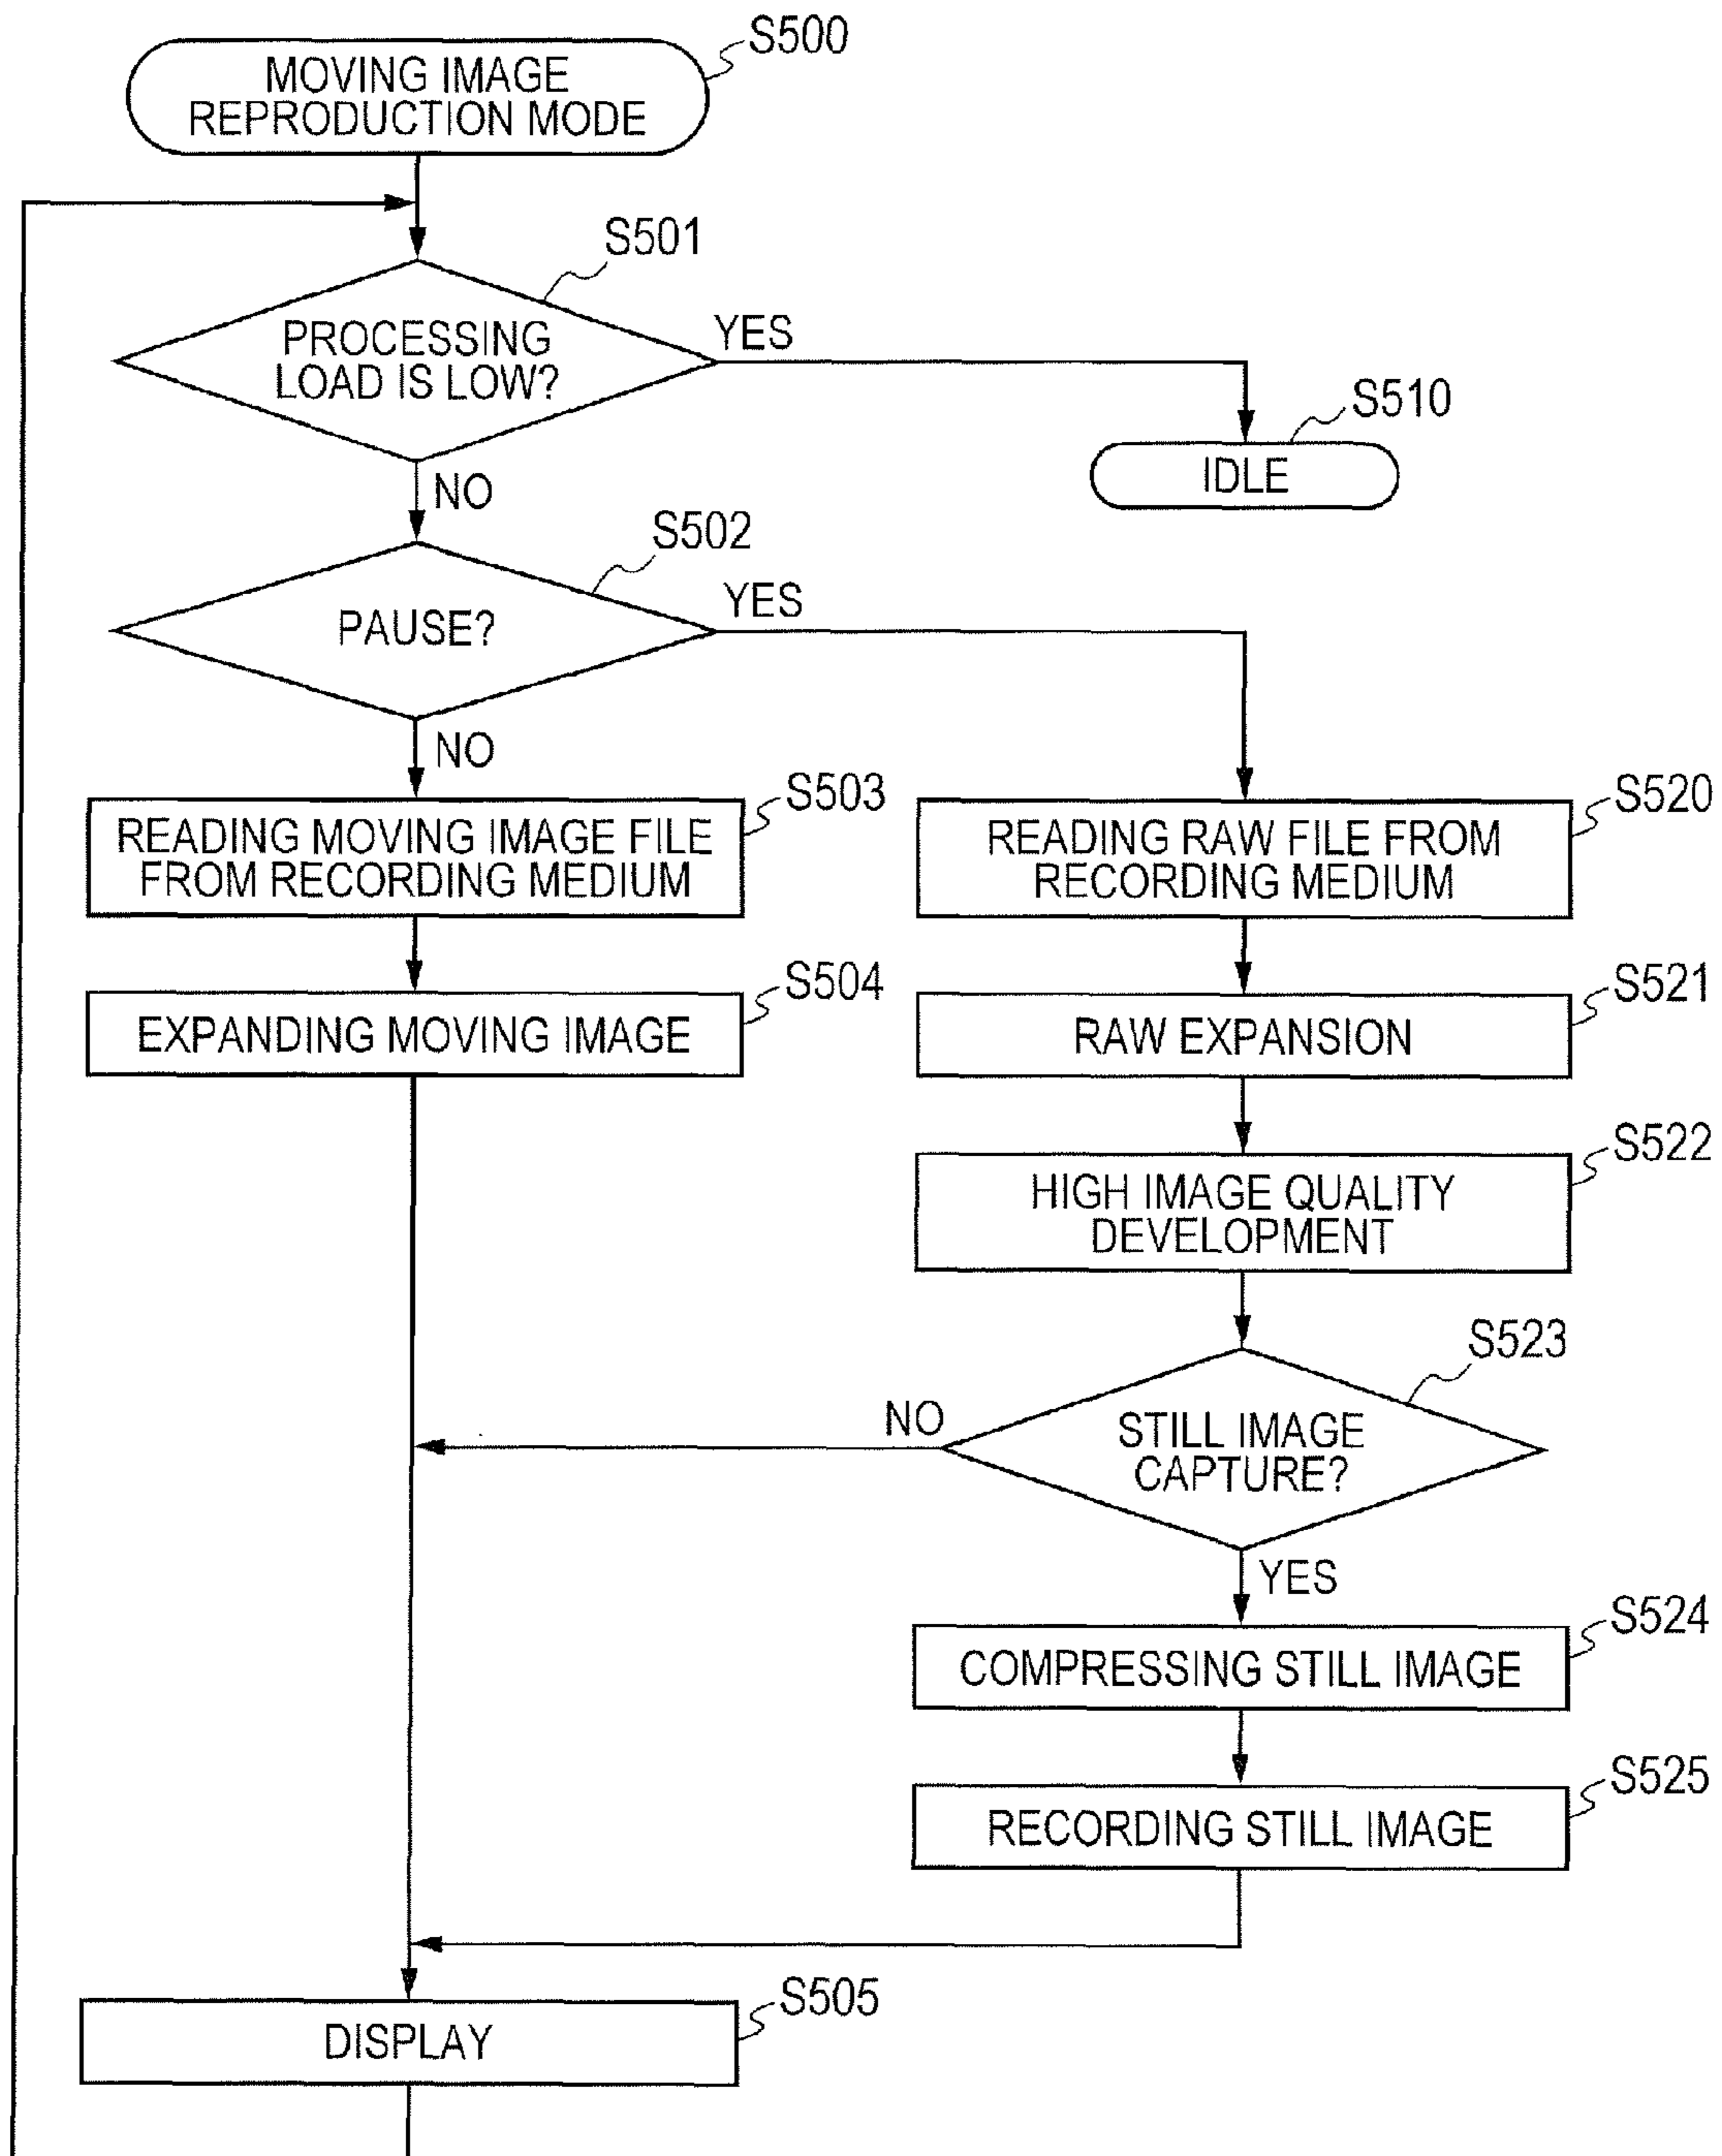 S500
MOVING IMAGE
REPRODUCTION MODE
S501
PROCESSING
LOAD IS LOW?
YES
S510
IDLE
NO
S502
PAUSE?
YES
NO
S503
READING MOVING IMAGE FILE
FROM RECORDING MEDIUM
S520
READING RAW FILE FROM
RECORDING MEDIUM
S504
EXPANDING MOVING IMAGE
S521
RAW EXPANSION
S522
HIGH IMAGE QUALITY
DEVELOPMENT
S523
STILL IMAGE
CAPTURE?
NO
YES
S524
COMPRESSING STILL IMAGE
S525
RECORDING STILL IMAGE
S505
DISPLAY